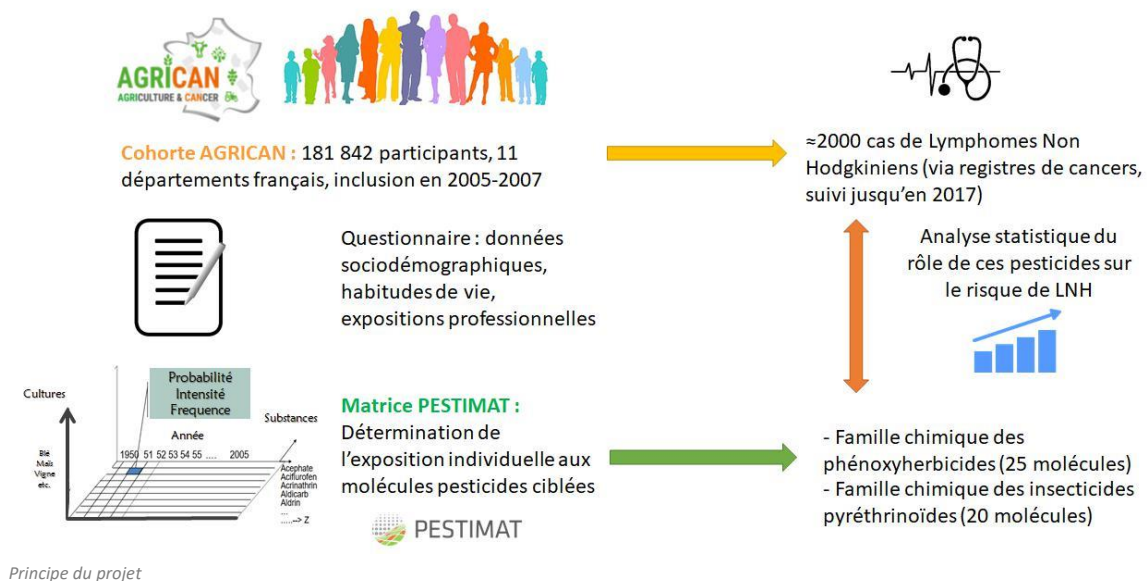 AGRICAN
AGRICULTURE & CANCER
Cohorte AGRICAN : 181 842 participants, 11
départements français, inclusion en 2005-2007
≈2000 cas de Lymphomes Non
Hodgkiniens (via registres de cancers,
suivi jusqu'en 2017)
Questionnaire : données
sociodémographiques,
habitudes de vie,
expositions professionnelles
Analyse statistique du
rôle de ces pesticides sur
le risque de LNH
Cultures
Probabilité
Intensité
Frequence
Substances
Année
1950 51 52 53 54 55 .... 2005
Blé
Maïs
Vigne
etc.
Acephate
Aciflurofen
Acrinathrin
Aldicarb
Aldrin
...
.....--> Z
Matrice PESTIMAT :
Détermination de
l'exposition individuelle aux
molécules pesticides ciblées
PESTIMAT
- Famille chimique des
phénoxyherbicides (25 molécules)
- Famille chimique des insecticides
pyréthrinoïdes (20 molécules)
Principe du projet